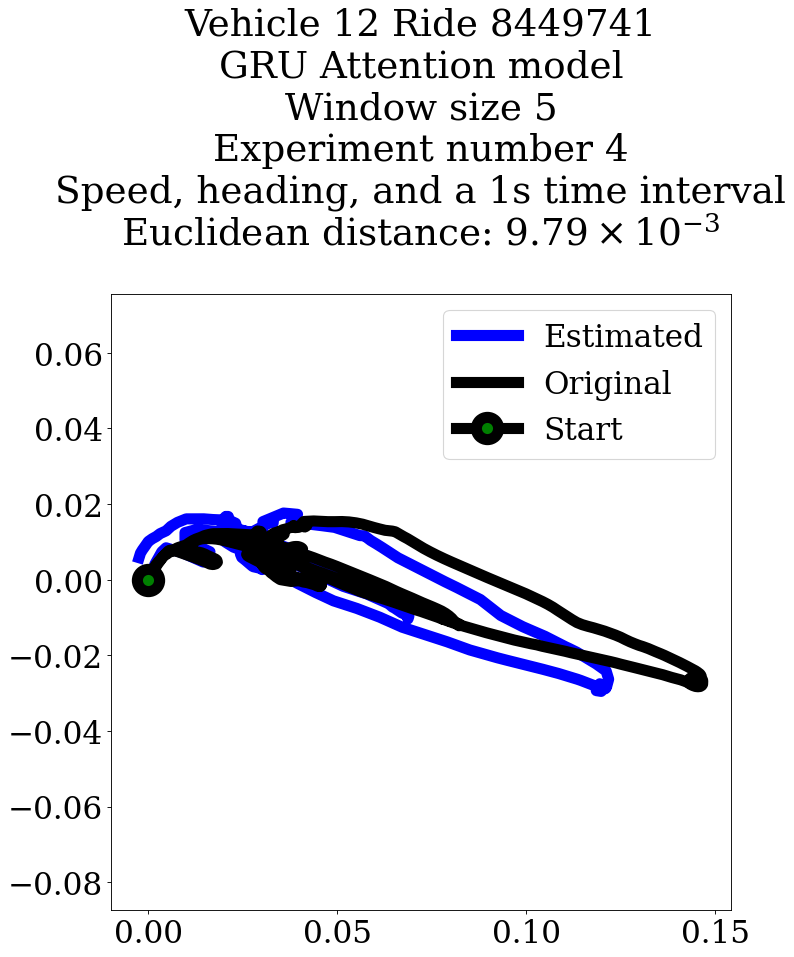 Vehicle 12 Ride 8449741
GRU Attention model
Window size 5
Experiment number 4
Speed, heading, and a 1s time interval
Euclidean distance: 9.79 × 10⁻³
Estimated
Original
Start
0.06
0.04
0.02
0.00
−0.02
−0.04
−0.06
−0.08
0.00 0.05 0.10 0.15